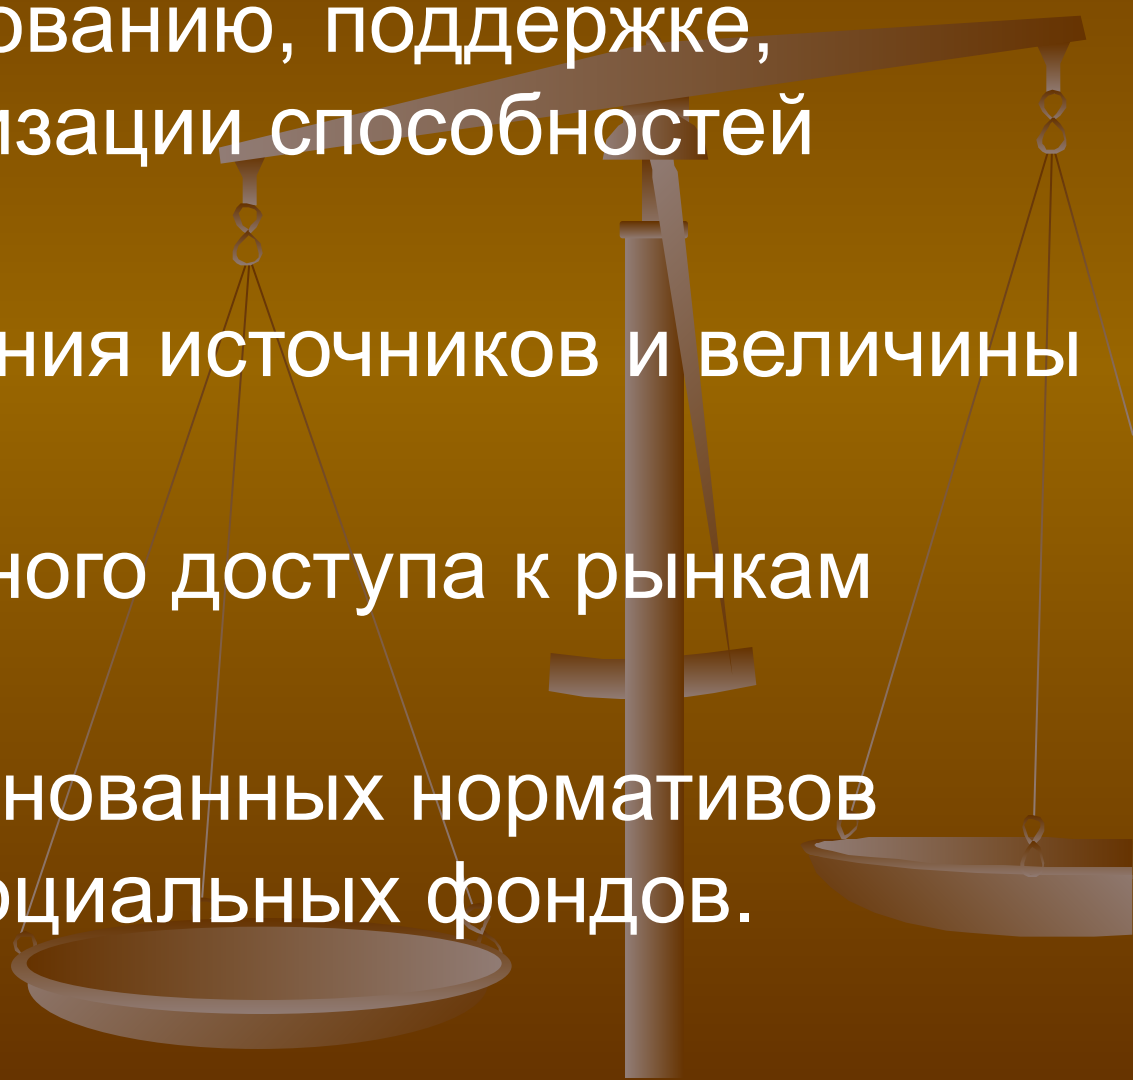 ованию, поддержке,
изации способностей
ния источников и величины
ного доступа к рынкам
нованных нормативов
оциальных фондов.